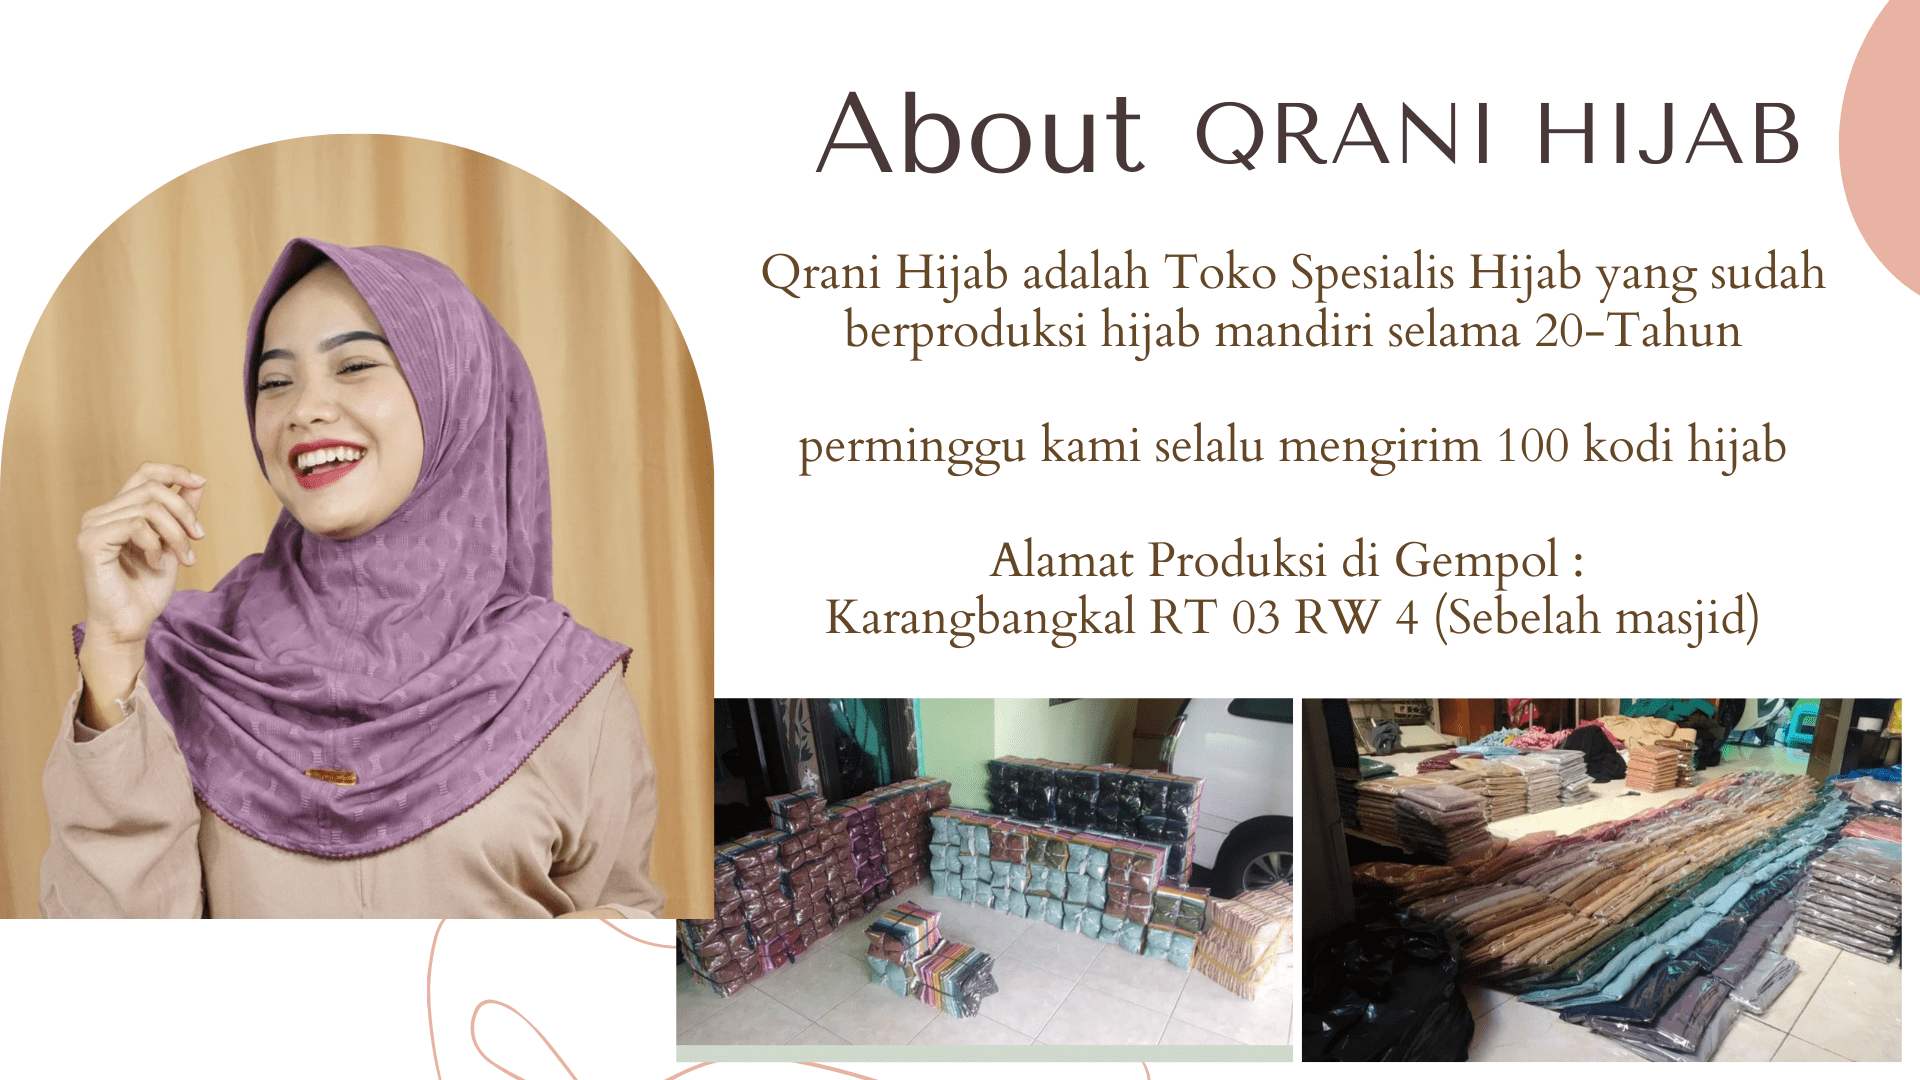 About QRANI HIJAB
Qrani Hijab adalah Toko Spesialis Hijab yang sudah
berproduksi hijab mandiri selama 20-Tahun
perminggu kami selalu mengirim 100 kodi hijab
Alamat Produksi di Gempol :
Karangbangkal RT 03 RW 4 (Sebelah masjid)